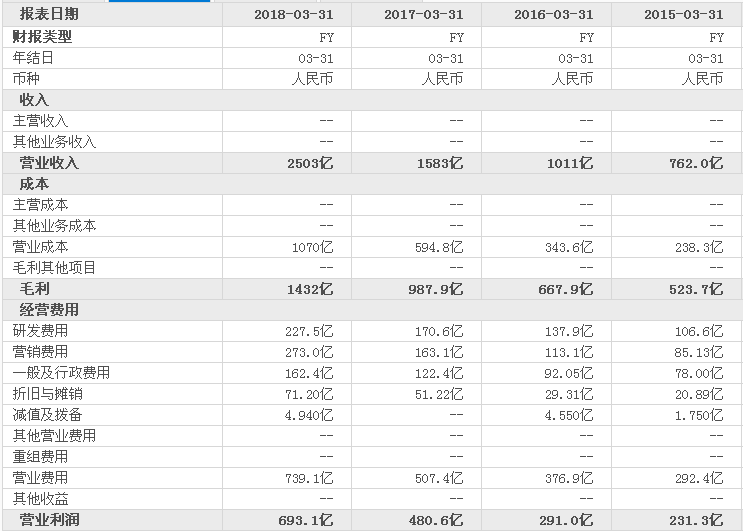 报表日期 2018-03-31 2017-03-31 2016-03-31 2015-03-31
财报类型 FY FY FY FY
年结日 03-31 03-31 03-31 03-31
币种 人民币 人民币 人民币 人民币
收入
主营收入 -- -- -- --
其他业务收入 -- -- -- --
营业收入 2503亿 1583亿 1011亿 762.0亿
成本
主营成本 -- -- -- --
其他业务成本 -- -- -- --
营业成本 1070亿 594.8亿 343.6亿 238.3亿
毛利其他项目 -- -- -- --
毛利 1432亿 987.9亿 667.9亿 523.7亿
经营费用
研发费用 227.5亿 170.6亿 137.9亿 106.6亿
营销费用 273.0亿 163.1亿 113.1亿 85.13亿
一般及行政费用 162.4亿 122.4亿 92.05亿 78.00亿
折旧与摊销 71.20亿 51.22亿 29.31亿 20.89亿
减值及拨备 4.940亿 -- 4.550亿 1.750亿
其他营业费用 -- -- -- --
重组费用 -- -- -- --
营业费用 739.1亿 507.4亿 376.9亿 292.4亿
其他收益 -- -- -- --
营业利润 693.1亿 480.6亿 291.0亿 231.3亿